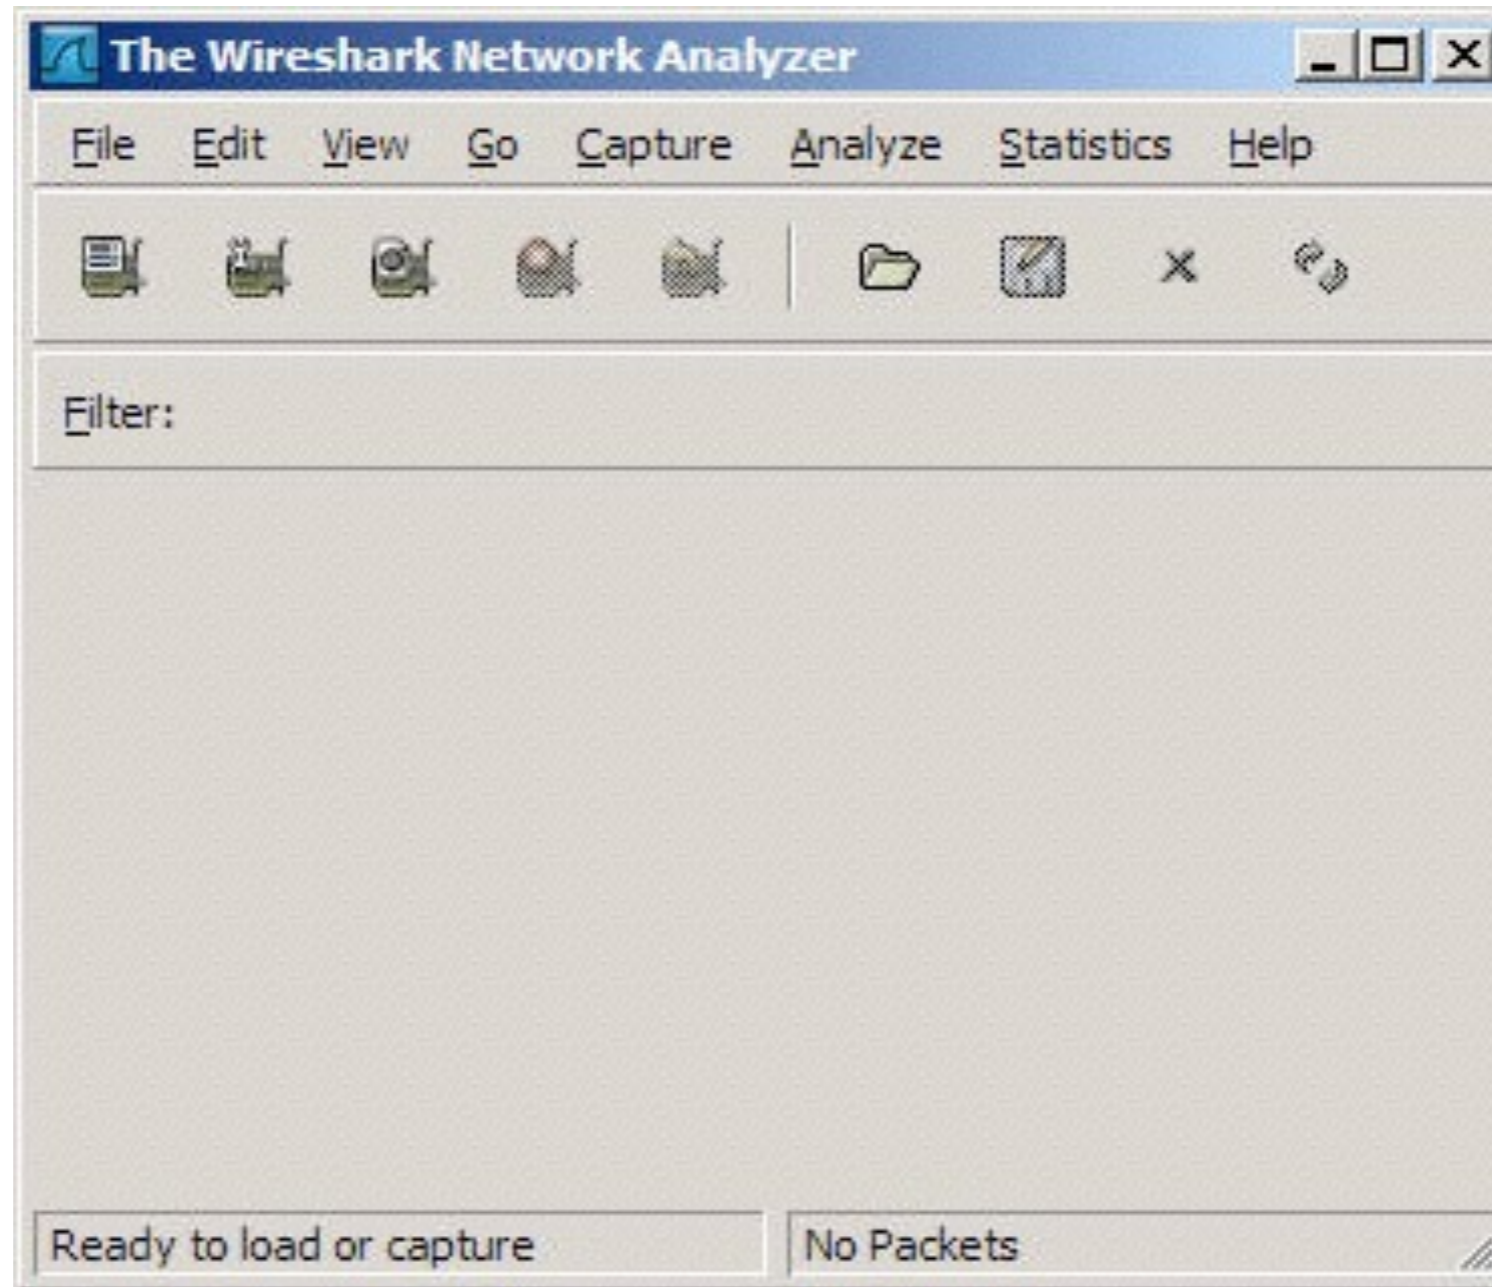 The Wireshark Network Analyzer
File Edit View Go Capture Analyze Statistics Help
Filter:
Ready to load or capture No Packets